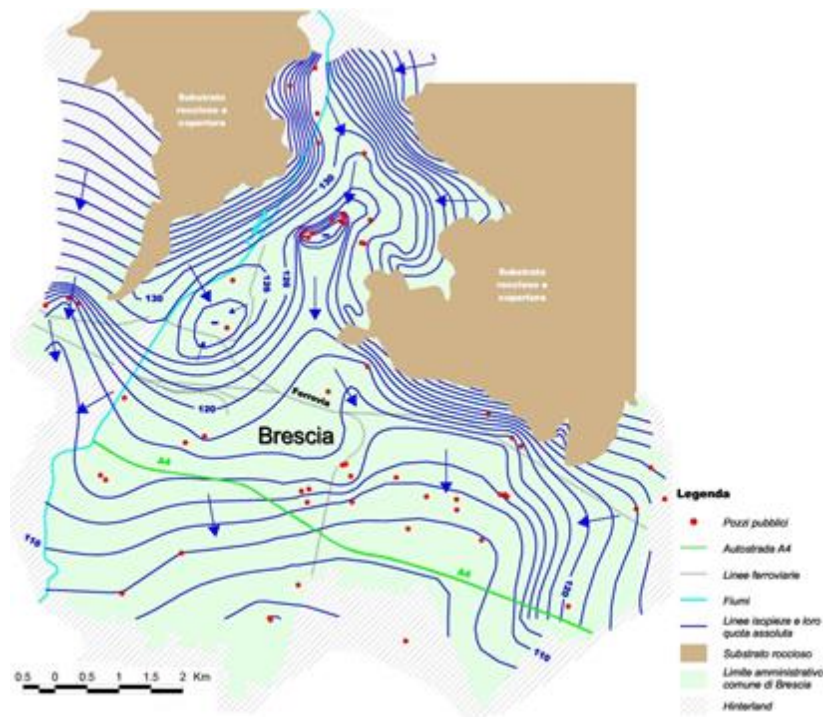 Substrato
roccioso e
copertura
130
Substrato
roccioso e
copertura
130
120
120
120
Ferrovia
Brescia
A4
110
A4
120
110
Legenda
Pozzi pubblici
Autostrada A4
Linee ferroviarie
Fiumi
Linee isopieze e loro
quota assoluta
Substrato roccioso
Limite amministrativo
comune di Brescia
Hinterland
0.5 0 0.5 1 1.5 2 Km